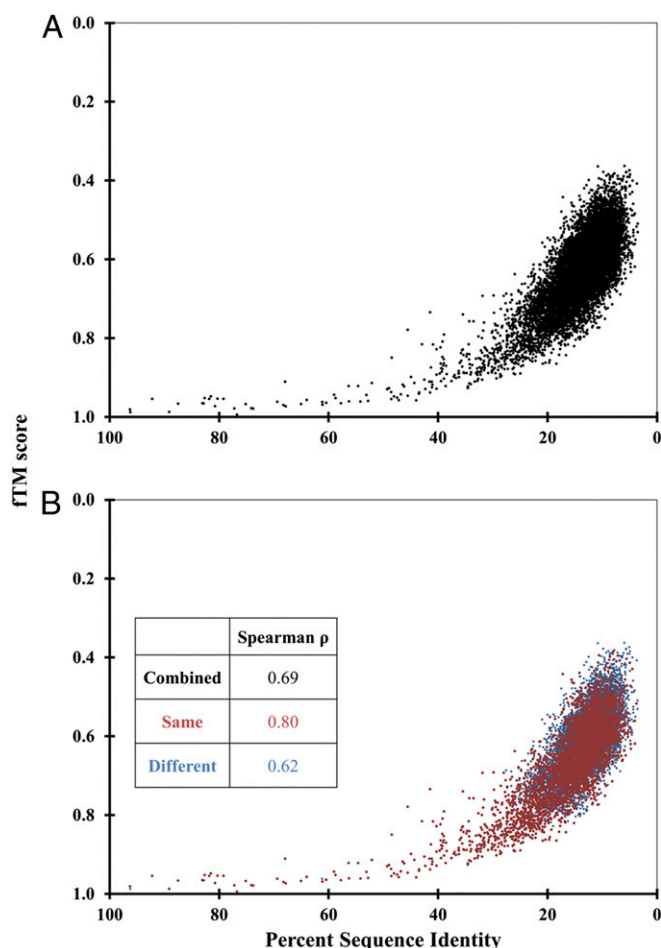 A
0.0
0.2
0.4
0.6
0.8
1.0
100 80 60 40 20 0
fTM score
B
0.0
0.2
0.4
0.6
0.8
1.0
Spearman ρ
Combined 0.69
Same 0.80
Different 0.62
100 80 60 40 20 0
Percent Sequence Identity